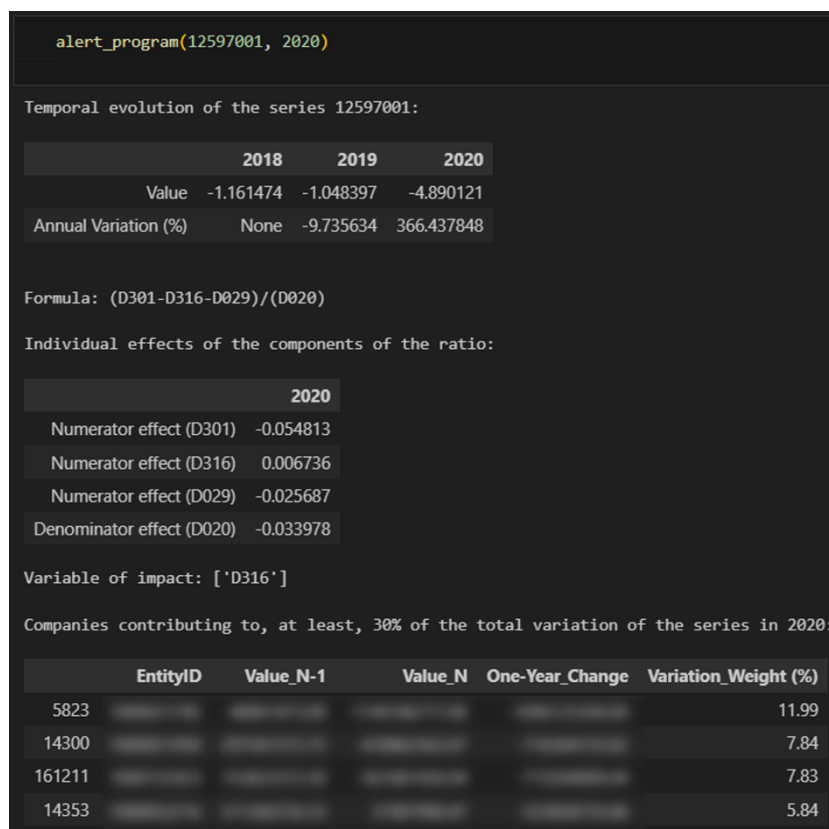 alert_program(12597001, 2020)
Temporal evolution of the series 12597001:
2018 2019 2020
Value -1.161474 -1.048397 -4.890121
Annual Variation (%) None -9.735634 366.437848
Formula: (D301-D316-D029)/(D020)
Individual effects of the components of the ratio:
2020
Numerator effect (D301) -0.054813
Numerator effect (D316) 0.006736
Numerator effect (D029) -0.025687
Denominator effect (D020) -0.033978
Variable of impact: ['D316']
Companies contributing to, at least, 30% of the total variation of the series in 2020:
EntityID Value_N-1 Value_N One-Year_Change Variation_Weight (%)
5823 11.99
14300 7.84
161211 7.83
14353 5.84